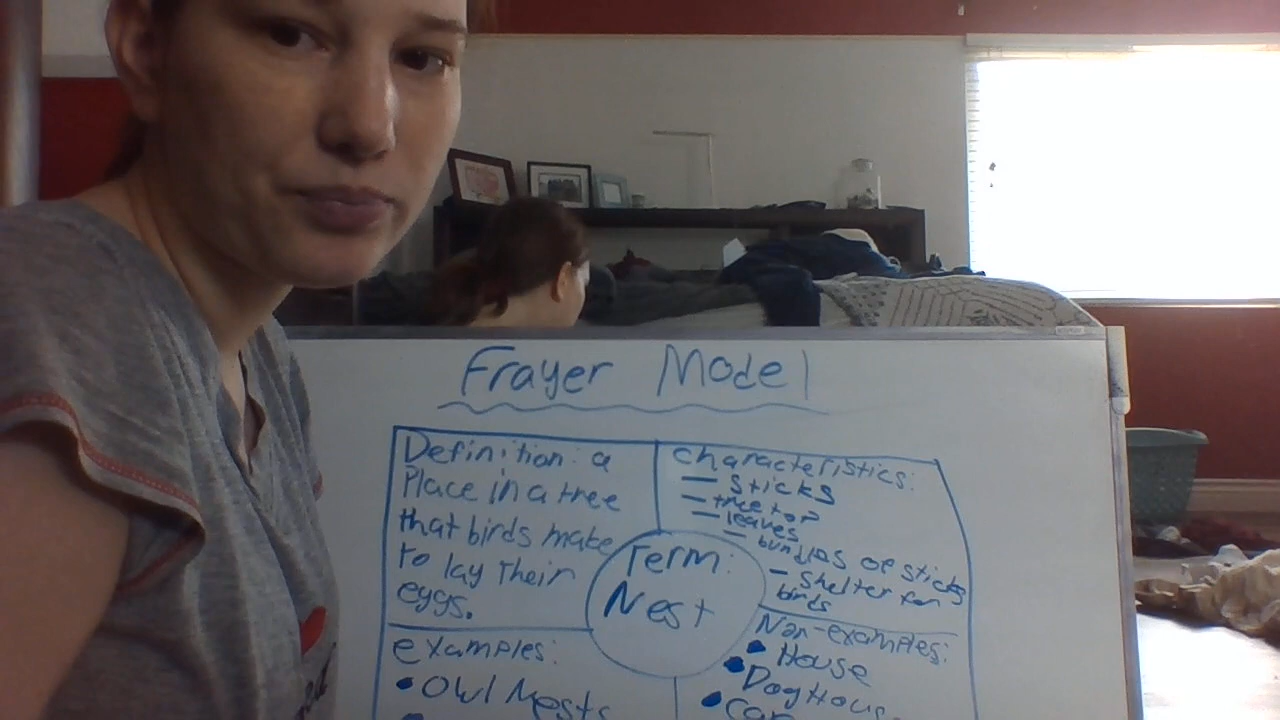 Frayer Model
Definition: a
Place in a tree
that birds make
to lay Their
eggs.
characteristics:
— sticks
— tree top
— leaves
— bundles of sticks
— shelter for
birds
Term:
Nest
examples:
• Owl Nests
Non-examples:
• House
• Dog House